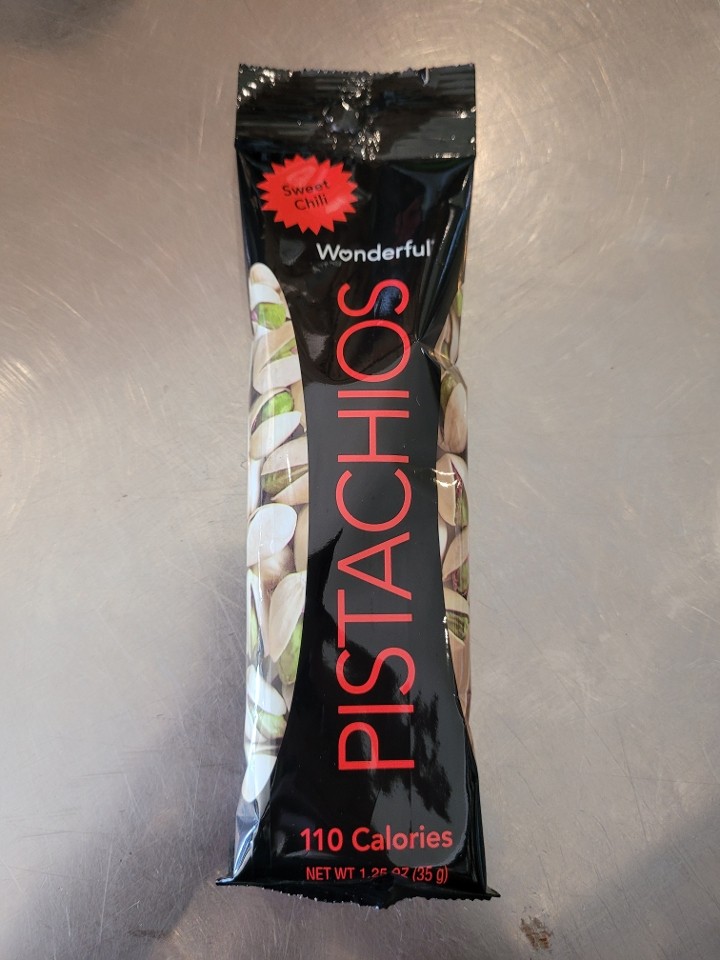 Sweet
Chili
Wonderful®
PISTACHIOS
110 Calories
NET WT 1.25 OZ (35 g)